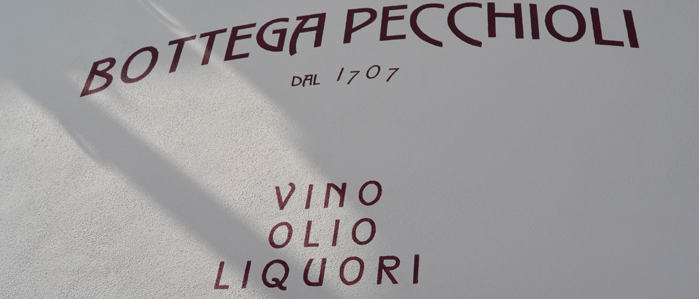 BOTTEGA PECCHIOLI
DAL 1707
VINO
OLIO
LIQUORI